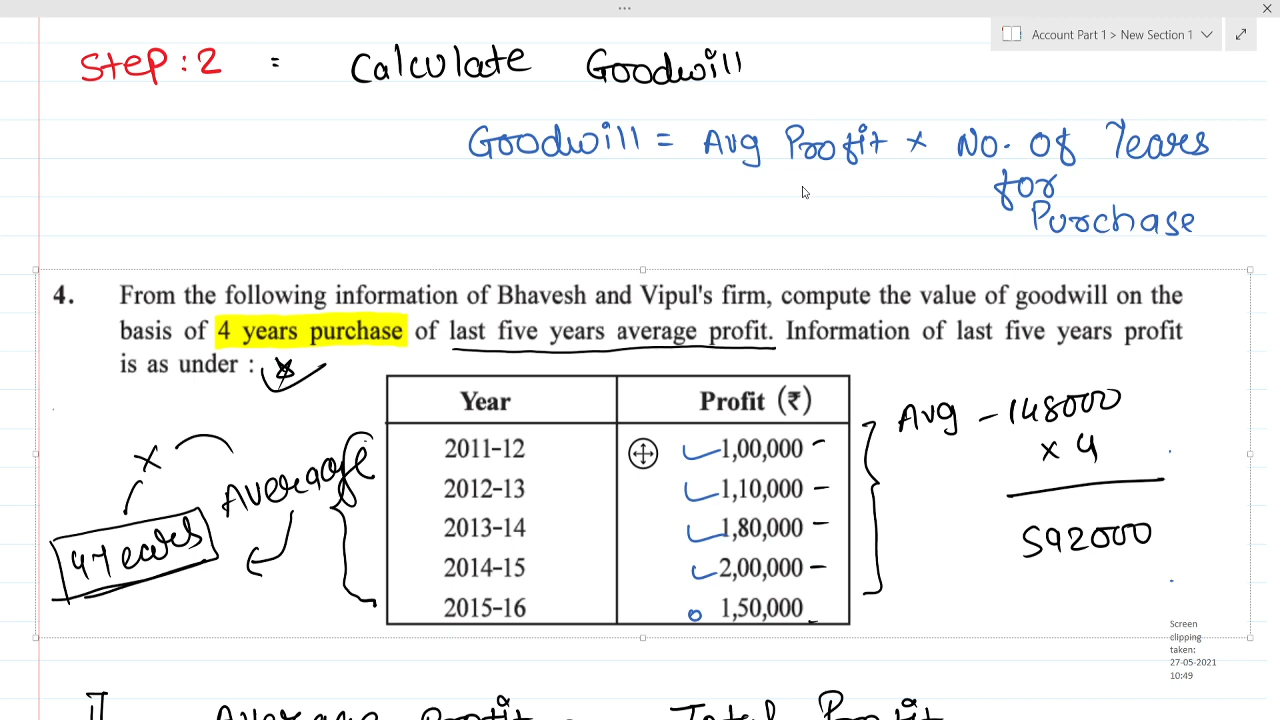 ...
Account Part 1 > New Section 1
Step : 2 = Calculate Goodwill
Goodwill = Avg Profit × No. Of Years
for
Purchase
4. From the following information of Bhavesh and Vipul's firm, compute the value of goodwill on the
basis of 4 years purchase of last five years average profit. Information of last five years profit
is as under :
Year Profit (₹)
2011-12 1,00,000
2012-13 1,10,000
2013-14 1,80,000
2014-15 2,00,000
2015-16 1,50,000
Average
×
4 Years
Avg - 148000
× 4
592000
Screen
clipping
taken:
27-05-2021
10:49
II Average Profit = Total Profit